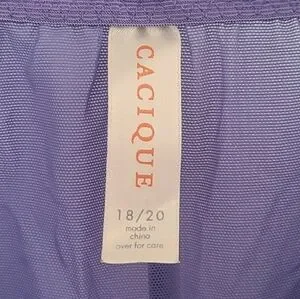 CACIQUE
18/20
made in
china
over for care